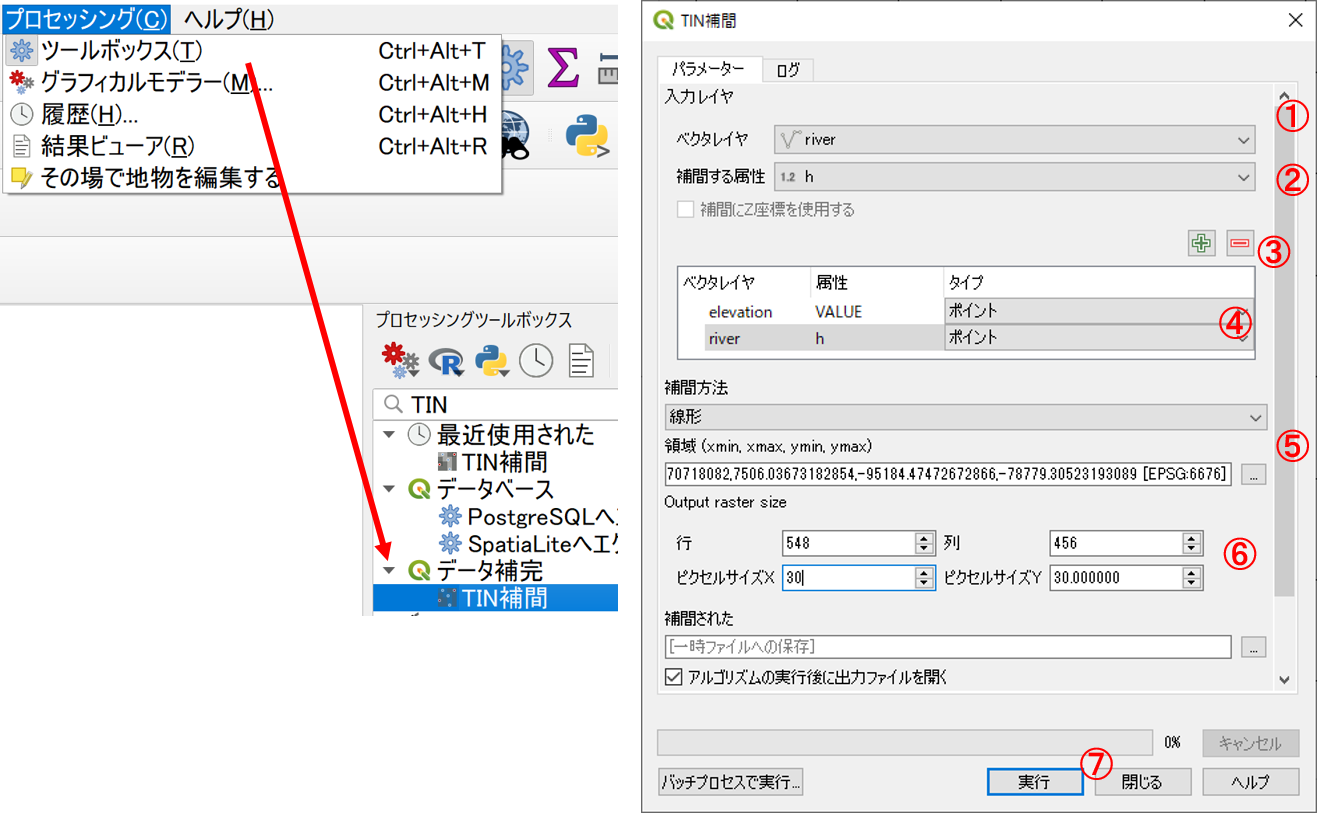 プロセッシング(C) ヘルプ(H)
ツールボックス(T) Ctrl+Alt+T
グラフィカルモデラー(M)... Ctrl+Alt+M
履歴(H)... Ctrl+Alt+H
結果ビューア(R) Ctrl+Alt+R
その場で地物を編集する
プロセッシングツールボックス
TIN
最近使用された
TIN補間
データベース
PostgreSQLへ
SpatiaLiteへエク
データ補完
TIN補間
TIN補間
パラメーター ログ
入力レイヤ
①
ベクタレイヤ river
補間する属性 1.2 h ②
補間にZ座標を使用する
③
ベクタレイヤ 属性 タイプ
elevation VALUE ポイント
④
river h ポイント
補間方法
線形
領域 (xmin, xmax, ymin, ymax) ⑤
70718082,7506.03673182854,-95184.47472672866,-78779.30523193089 [EPSG:6676] ...
Output raster size
行 548 列 456
⑥
ピクセルサイズX 30 ピクセルサイズY 30.000000
補間された
[一時ファイルへの保存] ...
アルゴリズムの実行後に出力ファイルを開く
0% キャンセル
⑦
バッチプロセスで実行... 実行 閉じる ヘルプ